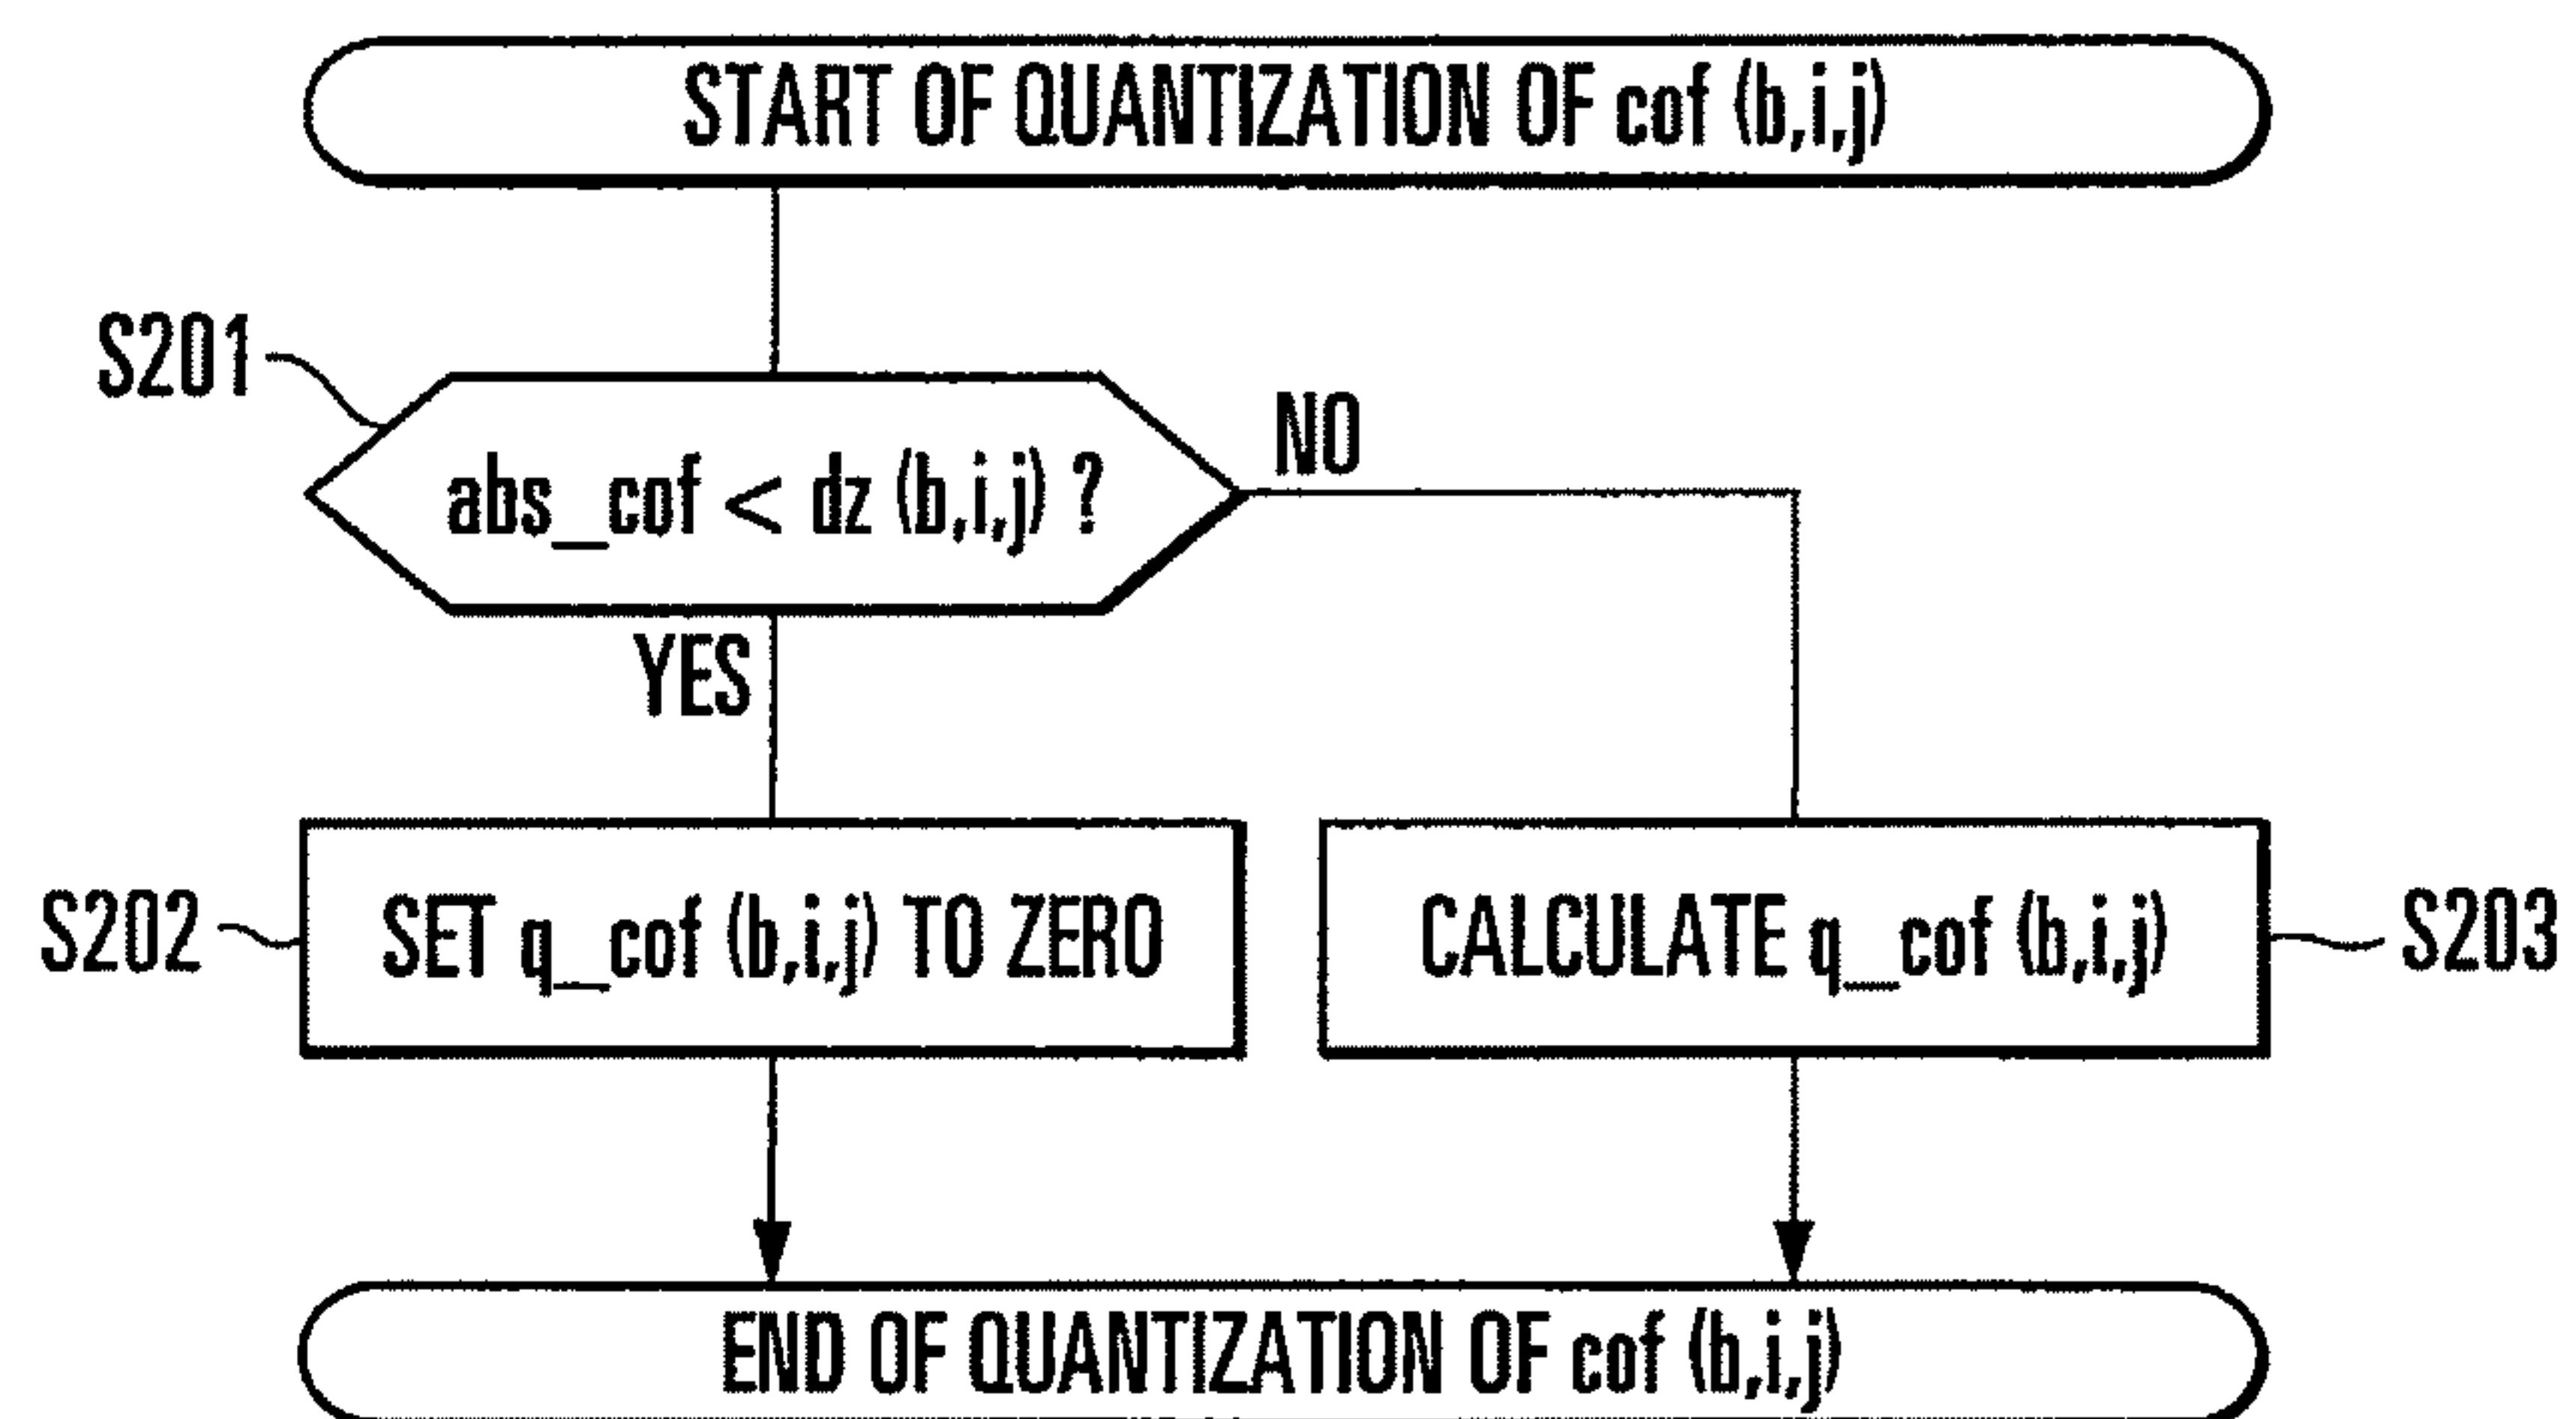 START OF QUANTIZATION OF cof (b,i,j)
S201
abs_cof < dz (b,i,j) ?
NO
YES
S202
SET q_cof (b,i,j) TO ZERO
CALCULATE q_cof (b,i,j)
S203
END OF QUANTIZATION OF cof (b,i,j)